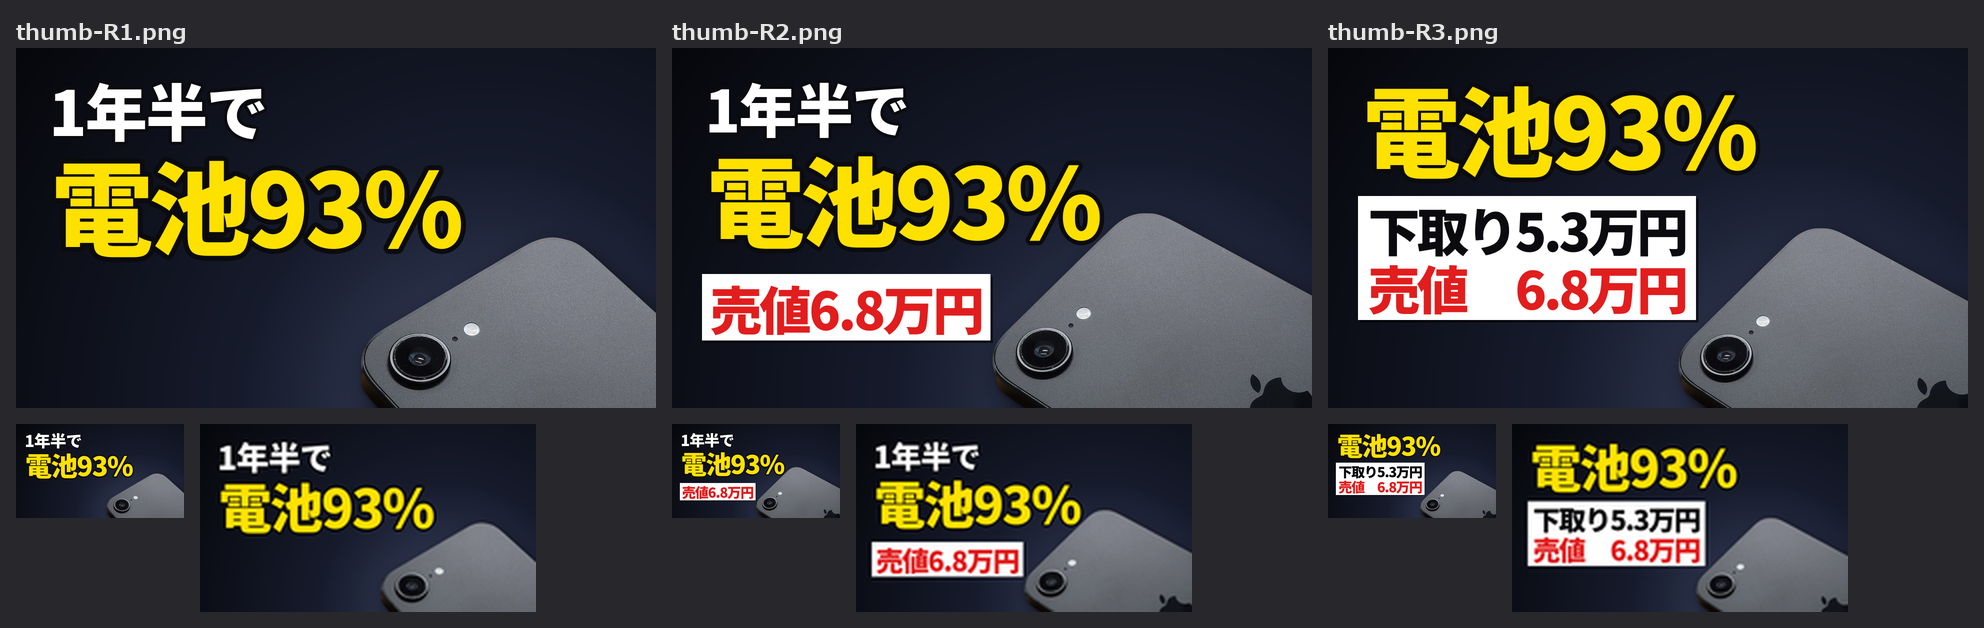 thumb-R1.png
1年半で
電池93%
1年半で
電池93%
1年半で
電池93%
thumb-R2.png
1年半で
電池93%
売値6.8万円
1年半で
電池93%
売値6.8万円
1年半で
電池93%
売値6.8万円
thumb-R3.png
電池93%
下取り5.3万円
売値 6.8万円
電池93%
下取り5.3万円
売値 6.8万円
電池93%
下取り5.3万円
売値 6.8万円